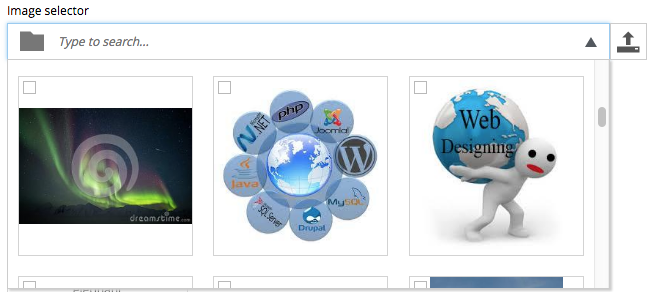 Image selector
Type to search...
dreamstime.com
php
.NET
Joomla!
Java
MySQL
SQL Server
Drupal
Web
Designing